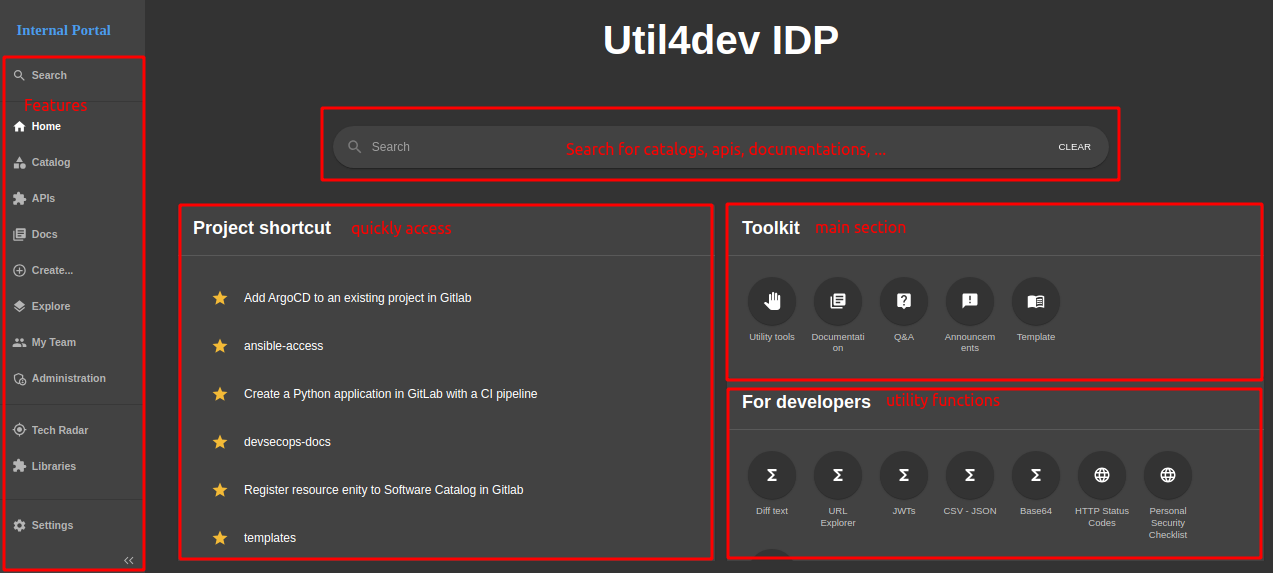 Internal Portal
Search
Features
Home
Catalog
APIs
Docs
Create...
Explore
My Team
Administration
Tech Radar
Libraries
Settings
Util4dev IDP
Search
Search for catalogs, apis, documentations, ...
CLEAR
Project shortcut
quickly access
Add ArgoCD to an existing project in Gitlab
ansible-access
Create a Python application in GitLab with a CI pipeline
devsecops-docs
Register resource enity to Software Catalog in Gitlab
templates
Toolkit
main section
Utility tools
Documentati
on
Q&A
Announcem
ents
Template
For developers
utility functions
Diff text
URL
Explorer
JWTs
CSV - JSON
Base64
HTTP Status
Codes
Personal
Security
Checklist